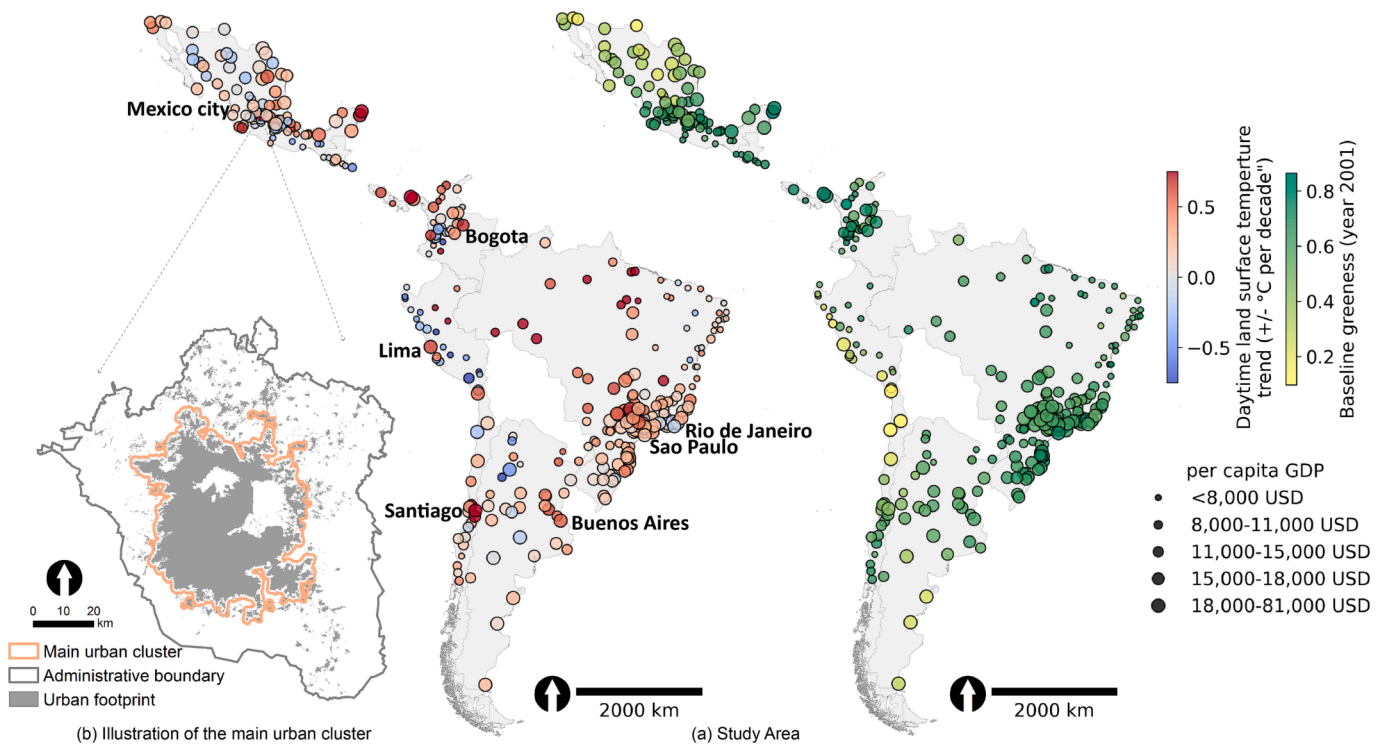 Mexico city
Bogota
Lima
Rio de Janeiro
Sao Paulo
Santiago
Buenos Aires
0.5
0.0
−0.5
Daytime land surface temperture
trend (+/- °C per decade")
0.8
0.6
0.4
0.2
Baseline greeness (year 2001)
per capita GDP
<8,000 USD
8,000-11,000 USD
11,000-15,000 USD
15,000-18,000 USD
18,000-81,000 USD
0 10 20
km
Main urban cluster
Administrative boundary
Urban footprint
2000 km
2000 km
(b) Illustration of the main urban cluster
(a) Study Area